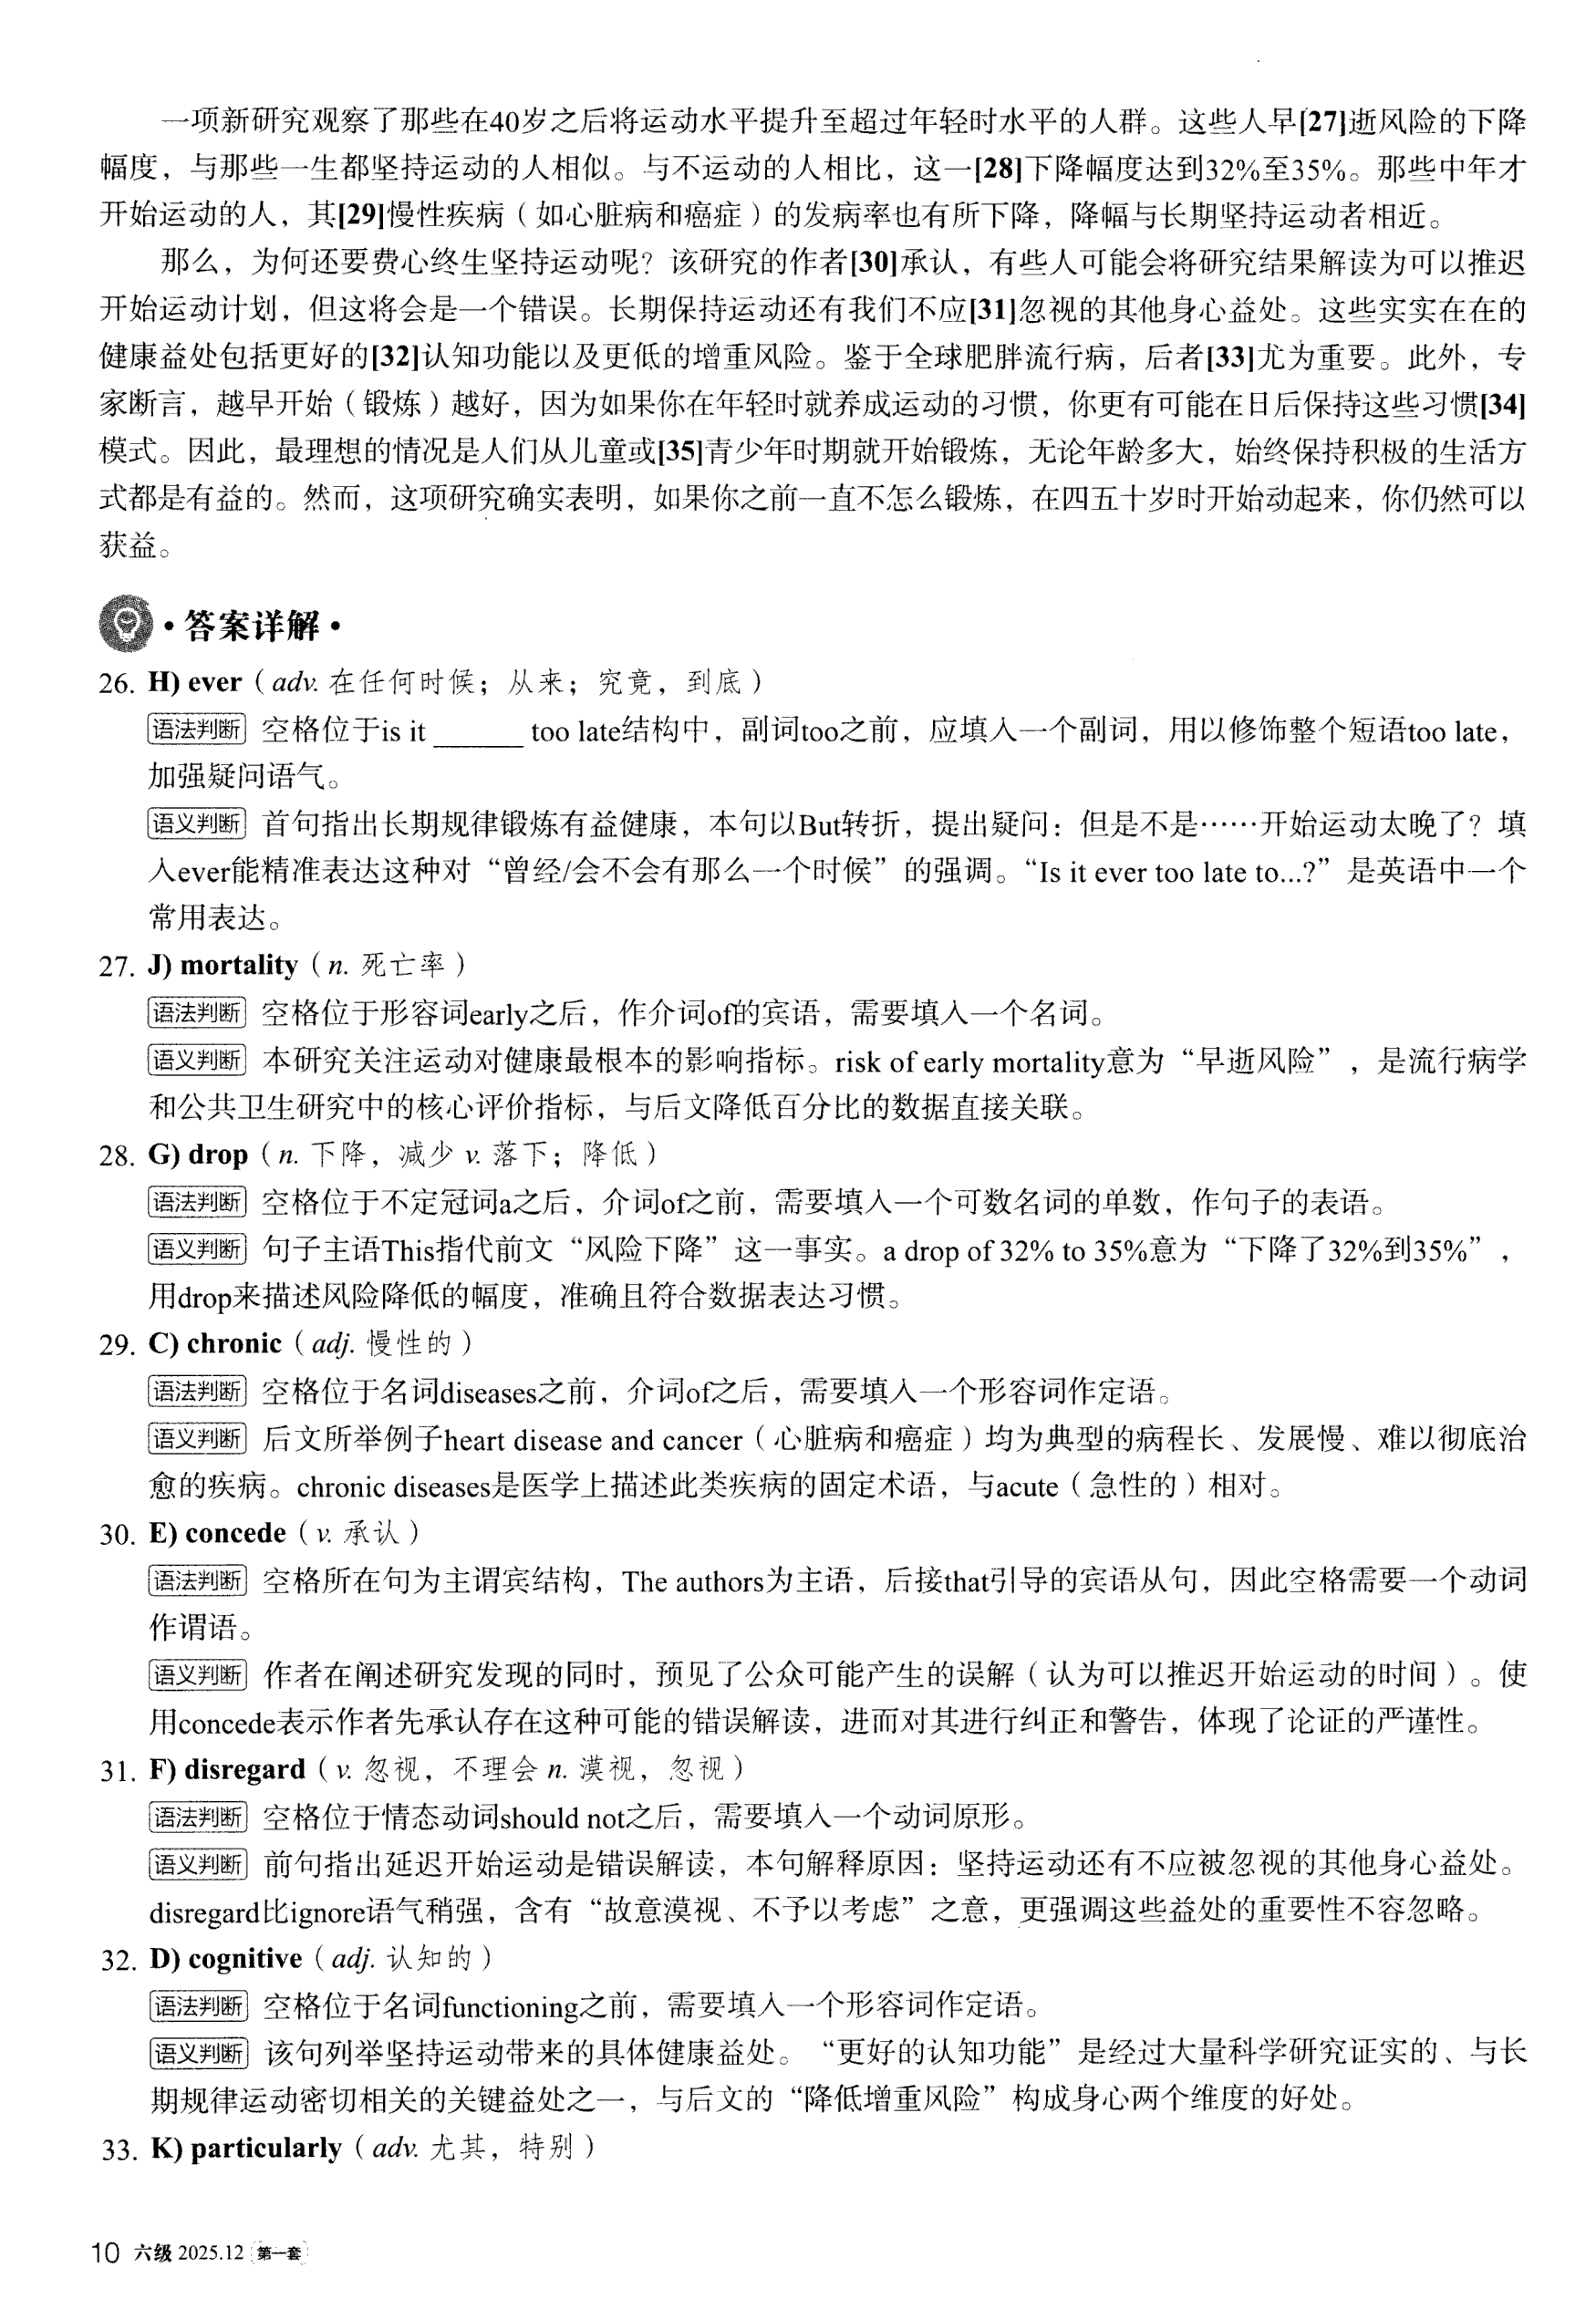 一项新研究观察了那些在40岁之后将运动水平提升至超过年轻时水平的人群。这些人早[27]逝风险的下降
幅度，与那些一生都坚持运动的人相似。与不运动的人相比，这一[28]下降幅度达到32%至35%。那些中年才
开始运动的人，其[29]慢性疾病（如心脏病和癌症）的发病率也有所下降，降幅与长期坚持运动者相近。
那么，为何还要费心终生坚持运动呢？该研究的作者[30]承认，有些人可能会将研究结果解读为可以推迟
开始运动计划，但这将会是一个错误。长期保持运动还有我们不应[31]忽视的其他身心益处。这些实实在在的
健康益处包括更好的[32]认知功能以及更低的增重风险。鉴于全球肥胖流行病，后者[33]尤为重要。此外，专
家断言，越早开始（锻炼）越好，因为如果你在年轻时就养成运动的习惯，你更有可能在日后保持这些习惯[34]
模式。因此，最理想的情况是人们从儿童或[35]青少年时期就开始锻炼，无论年龄多大，始终保持积极的生活方
式都是有益的。然而，这项研究确实表明，如果你之前一直不怎么锻炼，在四五十岁时开始动起来，你仍然可以
获益。
·答案详解·
26. H) ever（adv. 在任何时候；从来；究竟，到底）
语法判断 空格位于is it ______ too late结构中，副词too之前，应填入一个副词，用以修饰整个短语too late，
加强疑问语气。
语义判断 首句指出长期规律锻炼有益健康，本句以But转折，提出疑问：但是不是……开始运动太晚了？填
入ever能精准表达这种对“曾经/会不会有那么一个时候”的强调。“Is it ever too late to...?”是英语中一个
常用表达。
27. J) mortality（n. 死亡率）
语法判断 空格位于形容词early之后，作介词of的宾语，需要填入一个名词。
语义判断 本研究关注运动对健康最根本的影响指标。risk of early mortality意为“早逝风险”，是流行病学
和公共卫生研究中的核心评价指标，与后文降低百分比的数据直接关联。
28. G) drop（n. 下降，减少 v. 落下；降低）
语法判断 空格位于不定冠词a之后，介词of之前，需要填入一个可数名词的单数，作句子的表语。
语义判断 句子主语This指代前文“风险下降”这一事实。a drop of 32% to 35%意为“下降了32%到35%”，
用drop来描述风险降低的幅度，准确且符合数据表达习惯。
29. C) chronic（adj. 慢性的）
语法判断 空格位于名词diseases之前，介词of之后，需要填入一个形容词作定语。
语义判断 后文所举例子heart disease and cancer（心脏病和癌症）均为典型的病程长、发展慢、难以彻底治
愈的疾病。chronic diseases是医学上描述此类疾病的固定术语，与acute（急性的）相对。
30. E) concede（v. 承认）
语法判断 空格所在句为主谓宾结构，The authors为主语，后接that引导的宾语从句，因此空格需要一个动词
作谓语。
语义判断 作者在阐述研究发现的同时，预见了公众可能产生的误解（认为可以推迟开始运动的时间）。使
用concede表示作者先承认存在这种可能的错误解读，进而对其进行纠正和警告，体现了论证的严谨性。
31. F) disregard（v. 忽视，不理会 n. 漠视，忽视）
语法判断 空格位于情态动词should not之后，需要填入一个动词原形。
语义判断 前句指出延迟开始运动是错误解读，本句解释原因：坚持运动还有不应被忽视的其他身心益处。
disregard比ignore语气稍强，含有“故意漠视、不予以考虑”之意，更强调这些益处的重要性不容忽略。
32. D) cognitive（adj. 认知的）
语法判断 空格位于名词functioning之前，需要填入一个形容词作定语。
语义判断 该句列举坚持运动带来的具体健康益处。“更好的认知功能”是经过大量科学研究证实的、与长
期规律运动密切相关的关键益处之一，与后文的“降低增重风险”构成身心两个维度的好处。
33. K) particularly（adv. 尤其，特别）
10 六级 2025.12 第一套